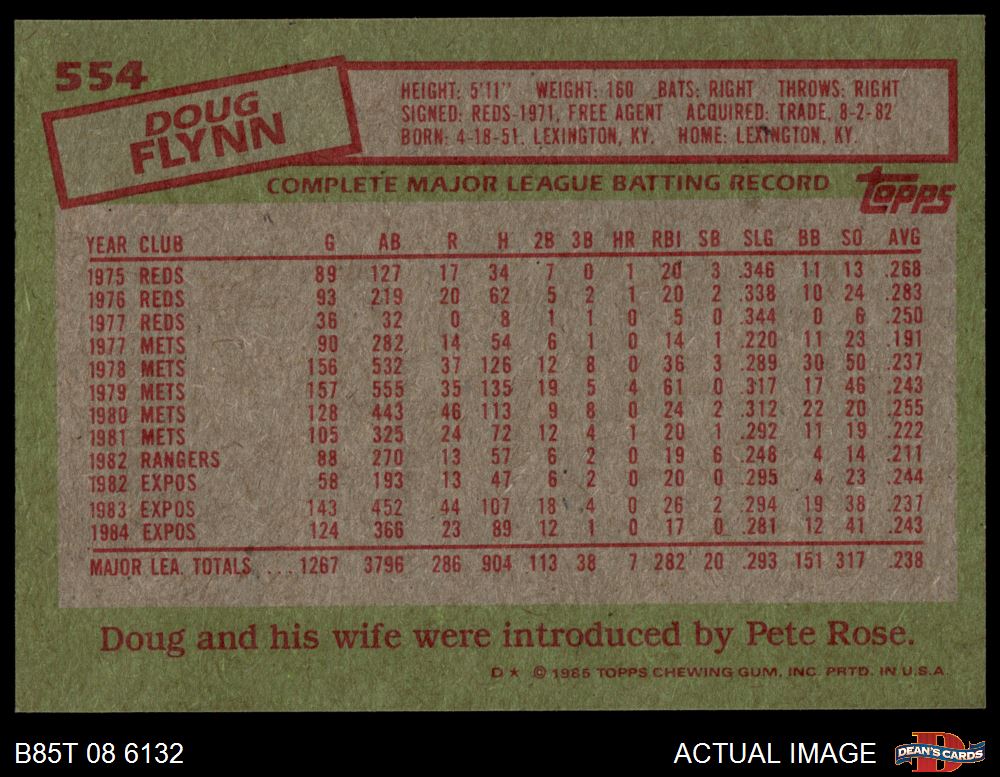 554
DOUG
FLYNN
HEIGHT: 5'11" WEIGHT: 160 BATS: RIGHT THROWS: RIGHT
SIGNED: REDS-1971, FREE AGENT ACQUIRED: TRADE, 8-2-82
BORN: 4-18-51. LEXINGTON, KY. HOME: LEXINGTON, KY.
COMPLETE MAJOR LEAGUE BATTING RECORD
Topps
YEAR CLUB G AB R H 2B 3B HR RBI SB SLG BB SO AVG
1975 REDS 89 127 17 34 7 0 1 20 3 .346 11 13 .268
1976 REDS 93 219 20 62 5 2 1 20 2 .338 10 24 .283
1977 REDS 36 32 0 8 1 1 0 5 0 .344 0 6 .250
1977 METS 90 282 14 54 6 1 0 14 1 .220 11 23 .191
1978 METS 156 532 37 126 12 8 0 36 3 .289 30 50 .237
1979 METS 157 555 35 135 19 5 4 61 0 .317 17 46 .243
1980 METS 128 443 46 113 9 8 0 24 2 .312 22 20 .255
1981 METS 105 325 24 72 12 4 1 20 1 .292 11 19 .222
1982 RANGERS 88 270 13 57 6 2 0 19 6 .248 4 14 .211
1982 EXPOS 58 193 13 47 6 2 0 20 0 .295 4 23 .244
1983 EXPOS 143 452 44 107 18 4 0 26 2 .294 19 38 .237
1984 EXPOS 124 366 23 89 12 1 0 17 0 .281 12 41 .243
MAJOR LEA. TOTALS .... 1267 3796 286 904 113 38 7 282 20 .293 151 317 .238
Doug and his wife were introduced by Pete Rose.
D★ © 1985 TOPPS CHEWING GUM, INC. PRTD. IN U.S.A.
B85T 08 6132
ACTUAL IMAGE
D
DEAN'S CARDS